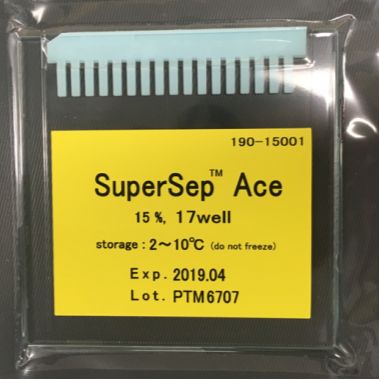 190-15001
SuperSep™ Ace
15 %, 17well
storage : 2～10℃ (do not freeze)
Exp. 2019.04
Lot. PTM6707